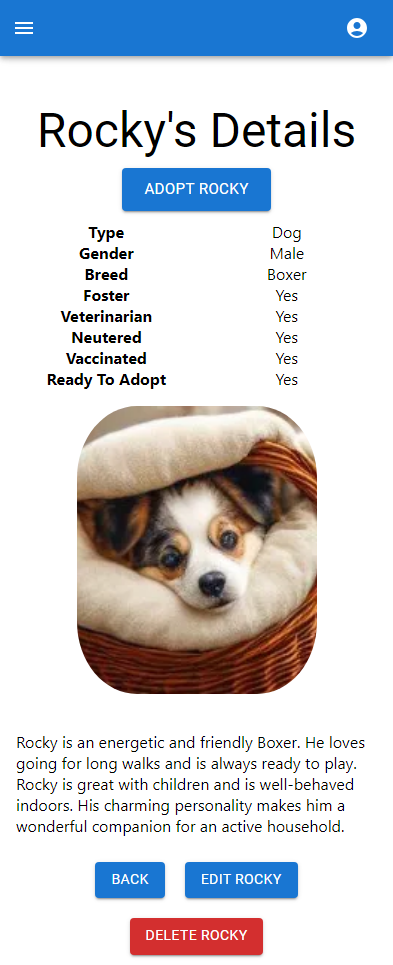 Rocky's Details
ADOPT ROCKY
Type Dog
Gender Male
Breed Boxer
Foster Yes
Veterinarian Yes
Neutered Yes
Vaccinated Yes
Ready To Adopt Yes
Rocky is an energetic and friendly Boxer. He loves
going for long walks and is always ready to play.
Rocky is great with children and is well-behaved
indoors. His charming personality makes him a
wonderful companion for an active household.
BACK EDIT ROCKY
DELETE ROCKY